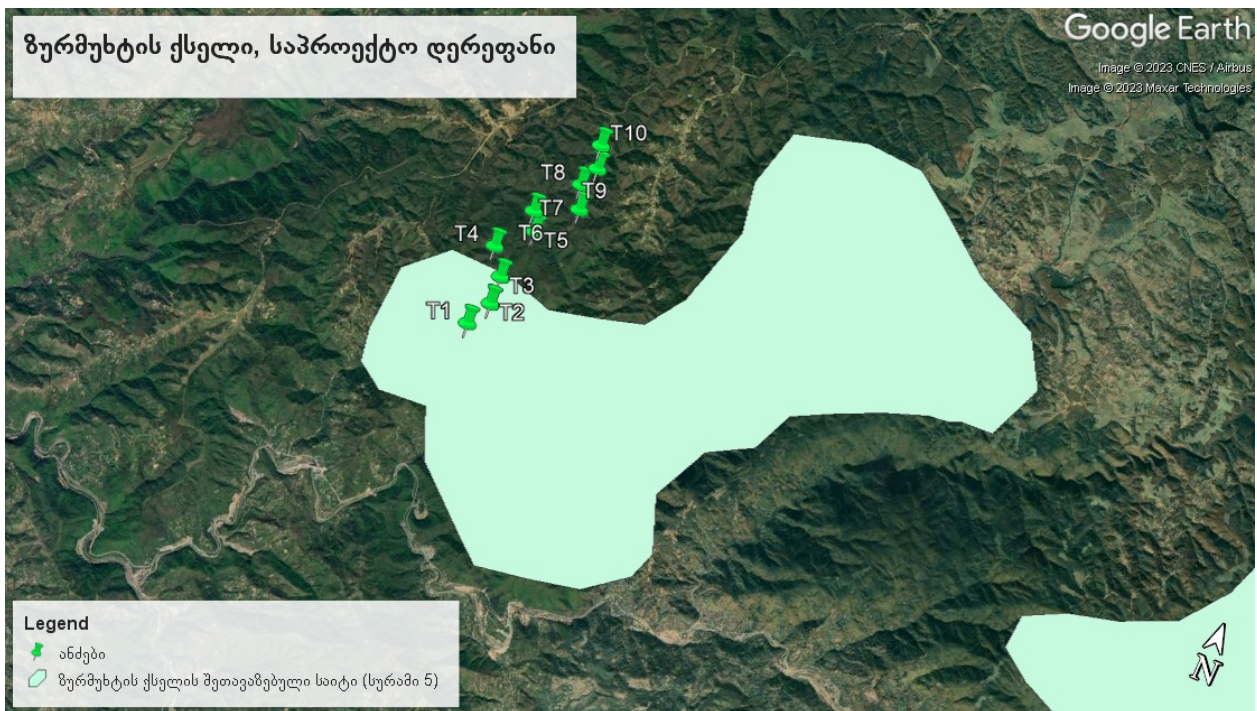 ზურმუხტის ქსელი, საპროექტო დერეფანი
Google Earth
Image © 2023 CNES / Airbus
Image © 2023 Maxar Technologies
T10
T8
T9
T7
T4
T6
T5
T3
T1
T2
Legend
ანძები
ზურმუხტის ქსელის შეთავაზებული საიტი (სურამი 5)
N